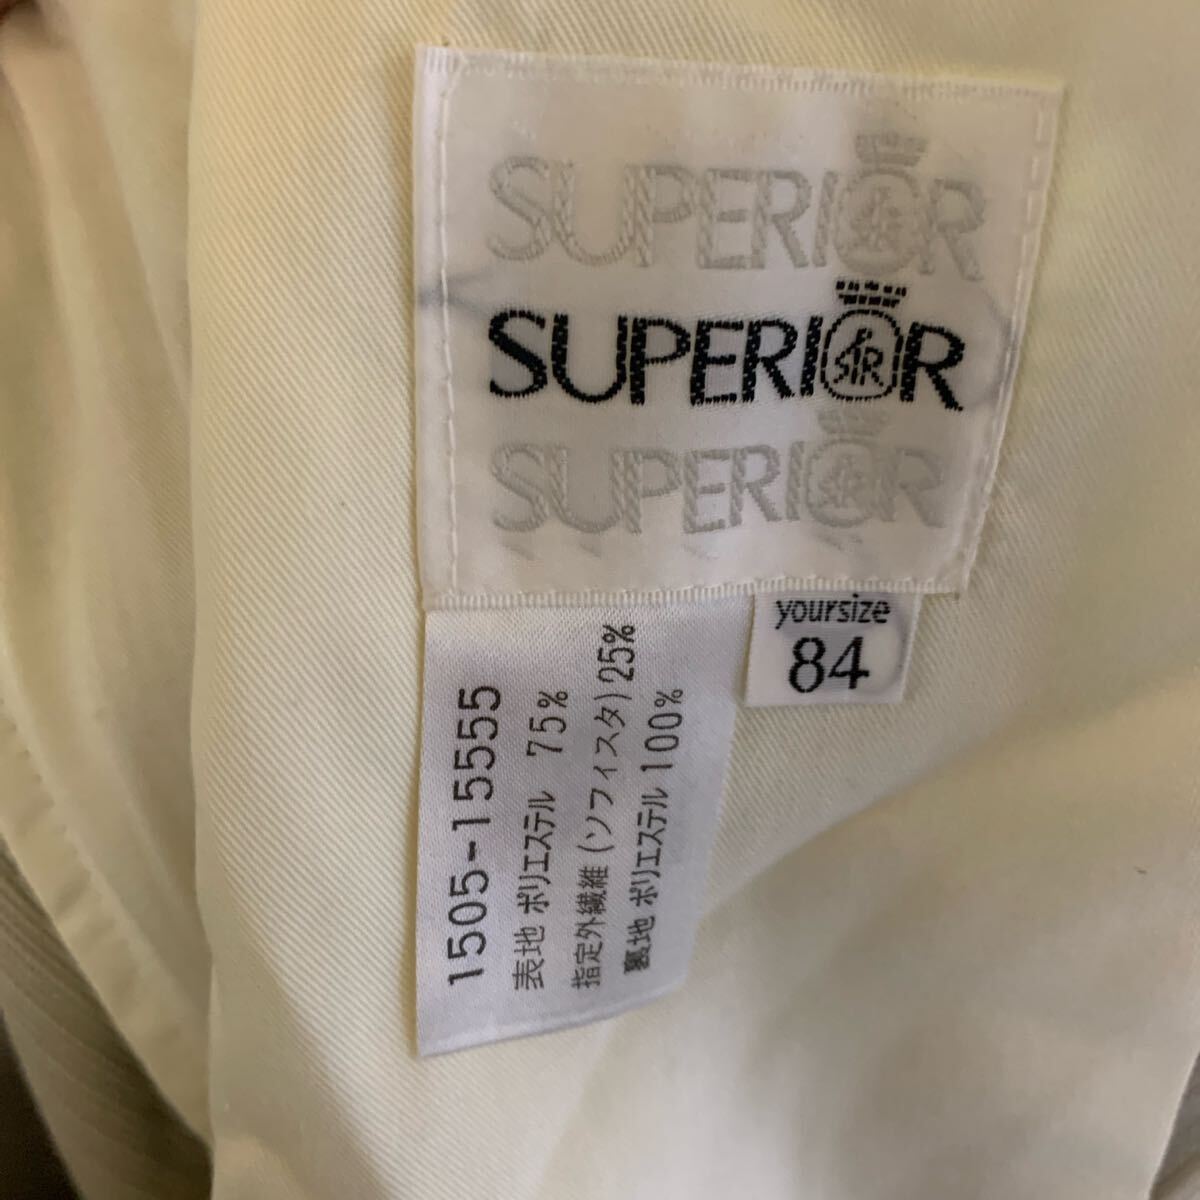 SUPERIOR
SUPERIOR
SUPERIOR
yoursize
84
1505-15555
表地 ポリエステル 75%
指定外繊維(ソフィスタ)25%
裏地 ポリエステル 100%